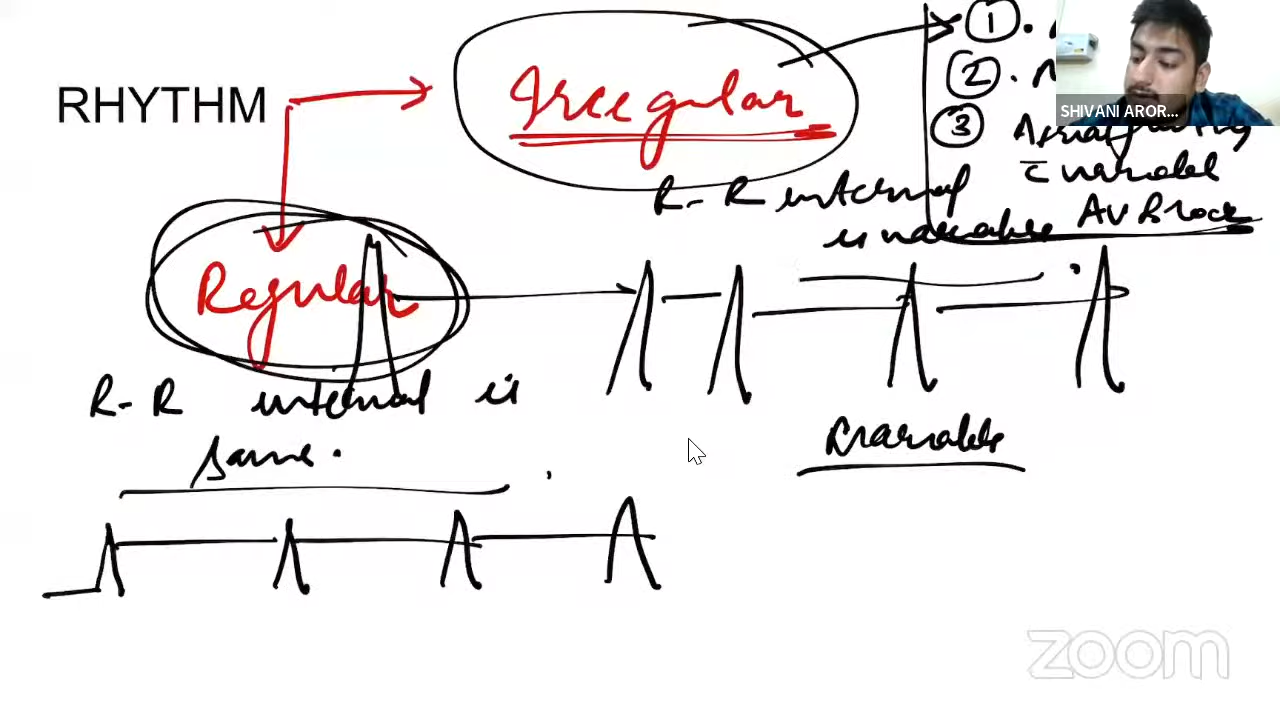 ① .
② .
SHIVANI AROR...
RHYTHM
Irregular
③ Atrial
c̅ variable
AV Block
R-R interval
is variable
Regular
R-R interval is
same.
variable
zoom